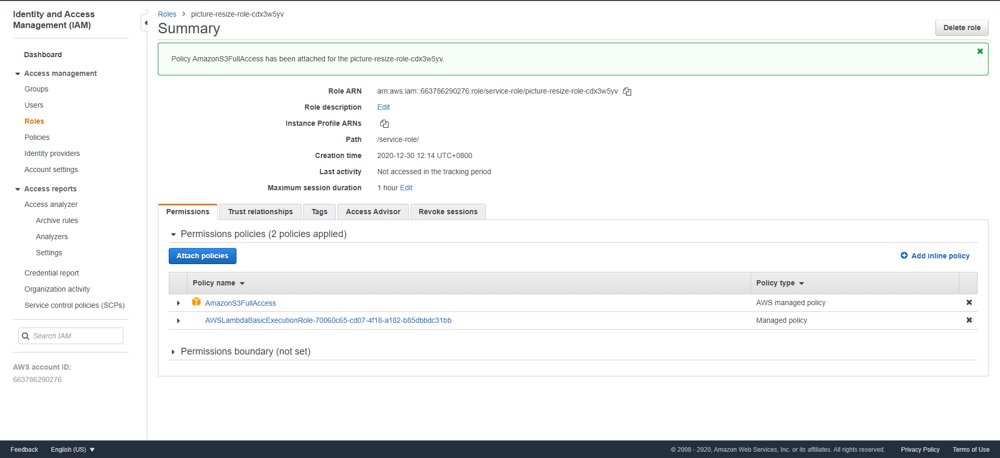 Identity and Access
Management (IAM)
Dashboard
Access management
Groups
Users
Roles
Policies
Identity providers
Account settings
Access reports
Access analyzer
Archive rules
Analyzers
Settings
Credential report
Organization activity
Service control policies (SCPs)
Search IAM
AWS account ID:
663786290276
Roles > picture-resize-role-cdx3w5yv
Summary
Delete role
Policy AmazonS3FullAccess has been attached for the picture-resize-role-cdx3w5yv.
Role ARN arn:aws:iam::663786290276:role/service-role/picture-resize-role-cdx3w5yv
Role description Edit
Instance Profile ARNs
Path /service-role/
Creation time 2020-12-30 12:14 UTC+0800
Last activity Not accessed in the tracking period
Maximum session duration 1 hour Edit
Permissions Trust relationships Tags Access Advisor Revoke sessions
Permissions policies (2 policies applied)
Attach policies Add inline policy
Policy name Policy type
AmazonS3FullAccess AWS managed policy
AWSLambdaBasicExecutionRole-70060c65-cd07-4f18-a182-b85dbbdc31bb Managed policy
Permissions boundary (not set)
Feedback English (US) © 2008 - 2020, Amazon Web Services, Inc. or its affiliates. All rights reserved. Privacy Policy Terms of Use